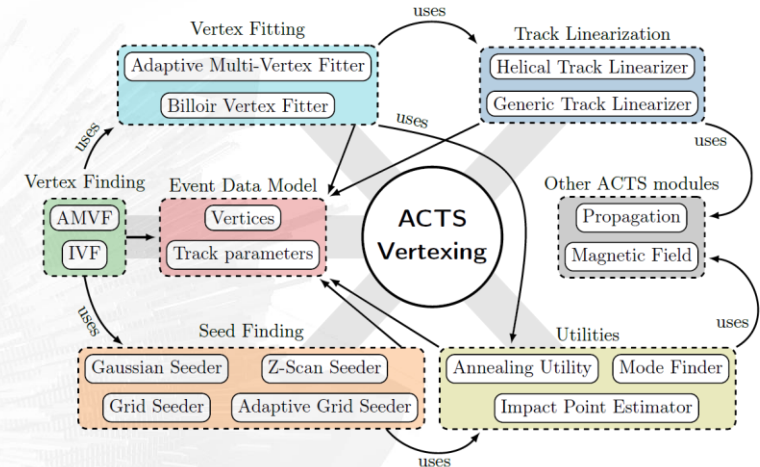 uses
Vertex Fitting
Track Linearization
Adaptive Multi-Vertex Fitter
Helical Track Linearizer
Billoir Vertex Fitter
Generic Track Linearizer
uses
uses
uses
Vertex Finding
Event Data Model
Other ACTS modules
AMVF
Vertices
ACTS
Propagation
IVF
Track parameters
Vertexing
Magnetic Field
uses
Seed Finding
Utilities
uses
Gaussian Seeder
Z-Scan Seeder
Annealing Utility
Mode Finder
Grid Seeder
Adaptive Grid Seeder
Impact Point Estimator
uses